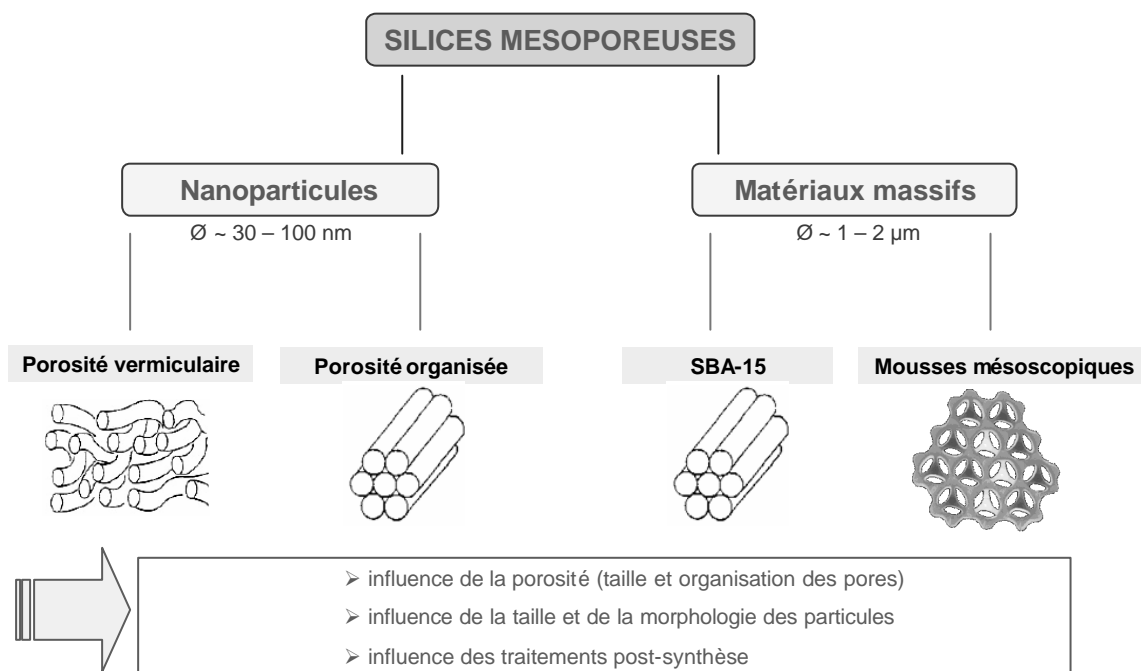 SILICES MESOPOREUSES
Nanoparticules
Matériaux massifs
Ø ~ 30 – 100 nm
Ø ~ 1 – 2 µm
Porosité vermiculaire
Porosité organisée
SBA-15
Mousses mésoscopiques
➢ influence de la porosité (taille et organisation des pores)
➢ influence de la taille et de la morphologie des particules
➢ influence des traitements post-synthèse